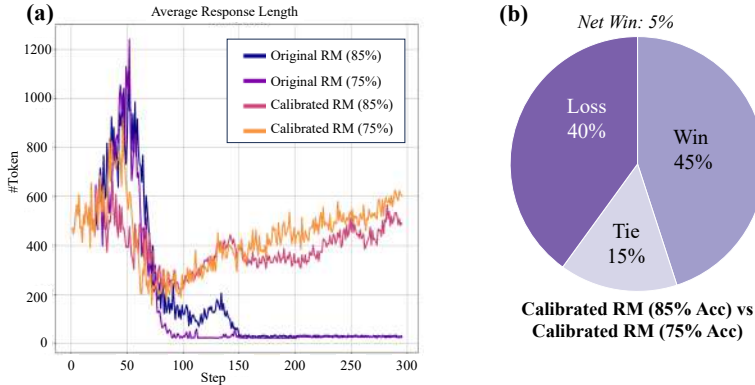 (a)
Average Response Length
1200
1000
800
600
400
200
0
#Token
Original RM (85%)
Original RM (75%)
Calibrated RM (85%)
Calibrated RM (75%)
0 50 100 150 200 250 300
Step
(b)
Net Win: 5%
Loss
40%
Win
45%
Tie
15%
Calibrated RM (85% Acc) vs
Calibrated RM (75% Acc)